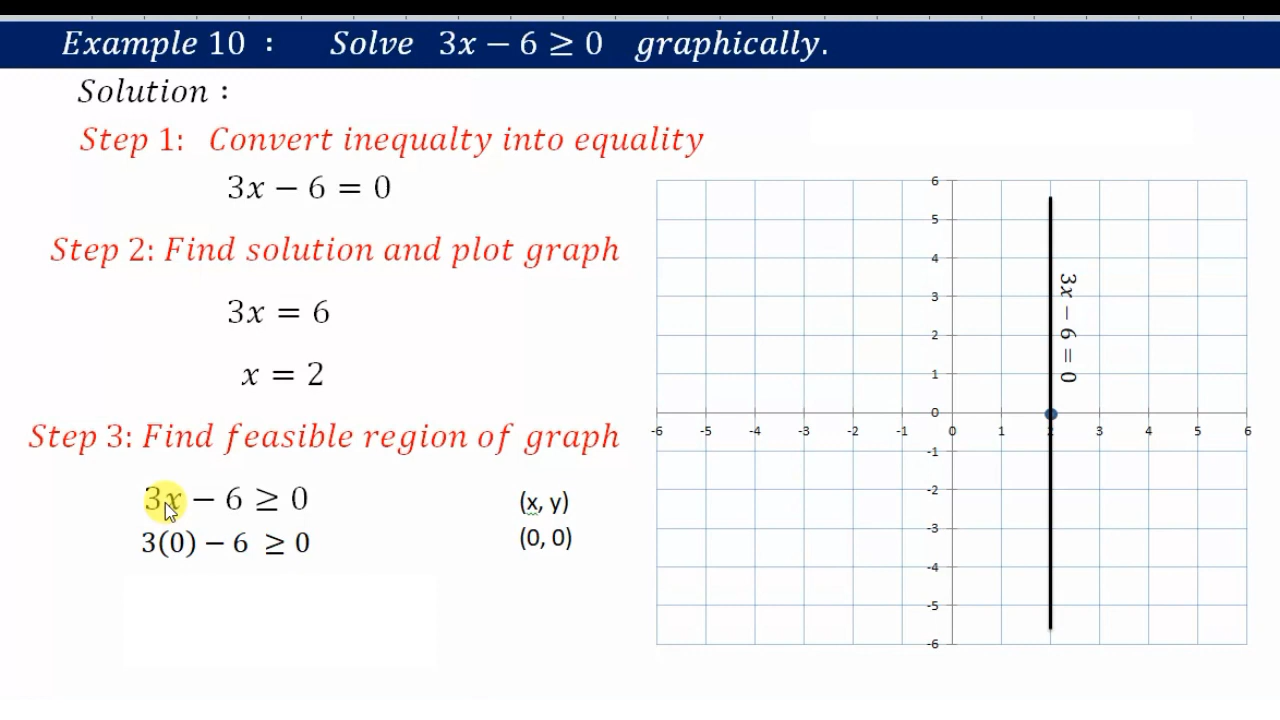 Example 10 : Solve 3x − 6 ≥ 0 graphically.
Solution :
Step 1: Convert inequalty into equality
3x − 6 = 0
Step 2: Find solution and plot graph
3x = 6
x = 2
Step 3: Find feasible region of graph
3x − 6 ≥ 0 (x, y)
3(0) − 6 ≥ 0 (0, 0)
6
5
4
3
2
1
0
-1
-2
-3
-4
-5
-6
-6 -5 -4 -3 -2 -1 0 1 2 3 4 5 6
3x − 6 = 0